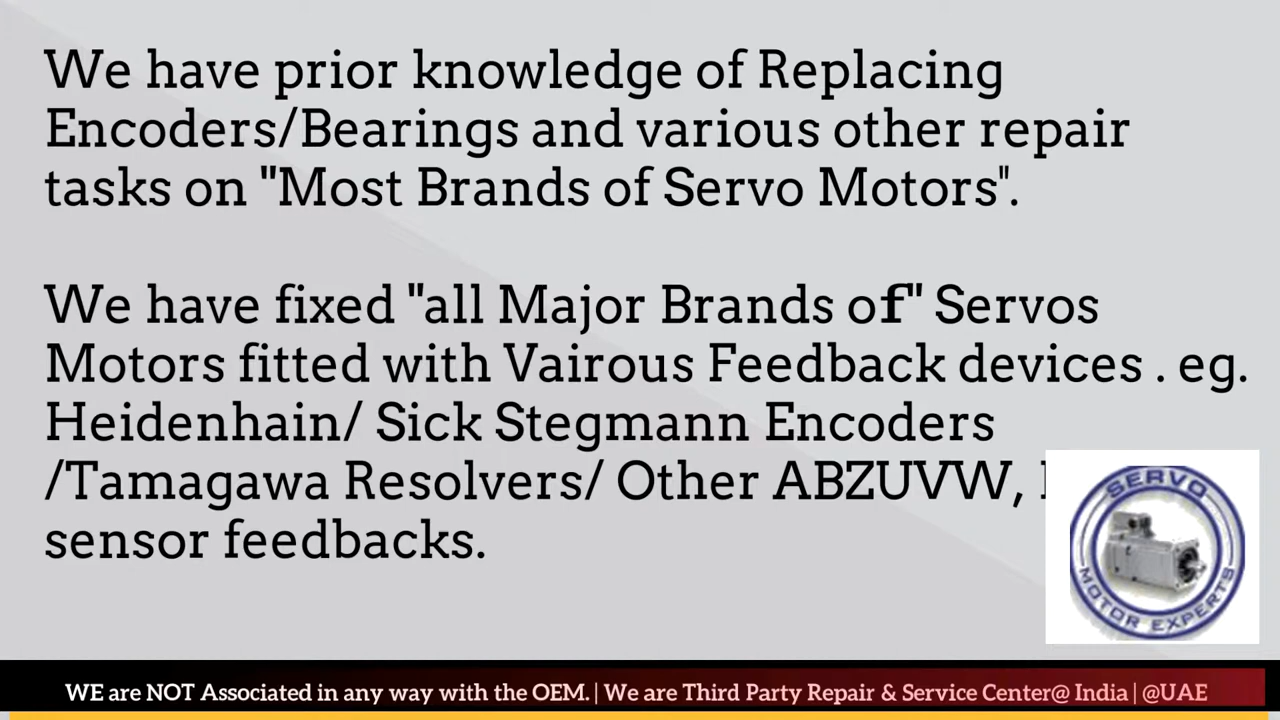 We have prior knowledge of Replacing
Encoders/Bearings and various other repair
tasks on "Most Brands of Servo Motors".
We have fixed "all Major Brands of" Servos
Motors fitted with Vairous Feedback devices . eg.
Heidenhain/ Sick Stegmann Encoders
/Tamagawa Resolvers/ Other ABZUVW,
sensor feedbacks.
SERVO
MOTOR EXPERTS
WE are NOT Associated in any way with the OEM. | We are Third Party Repair & Service Center@ India | @UAE